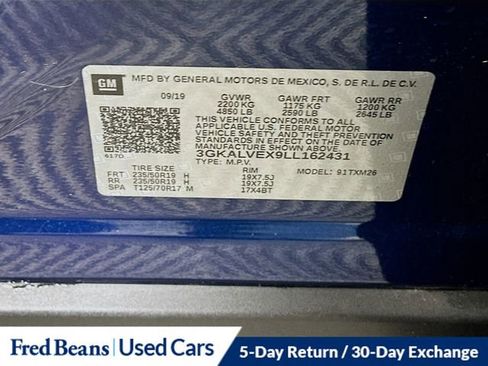 GM MFD BY GENERAL MOTORS DE MEXICO, S. DE R.L. DE C.V.
09/19 GVWR GAWR FRT GAWR RR
2200 KG 1175 KG 1200 KG
4850 LB 2590 LB 2645 LB
THIS VEHICLE CONFORMS TO ALL
APPLICABLE U.S. FEDERAL MOTOR
VEHICLE SAFETY AND THEFT PREVENTION
STANDARDS IN EFFECT ON THE DATE OF
MANUFACTURE SHOWN ABOVE.
617D 3GKALVEX9LL162431
TYPE: M.P.V. MODEL: 91TXM26
TIRE SIZE RIM
FRT 235/50R19 H 19X7.5J
RR 235/50R19 H 19X7.5J
SPA T125/70R17 M 17X4BT
Fred Beans | Used Cars 5-Day Return / 30-Day Exchange